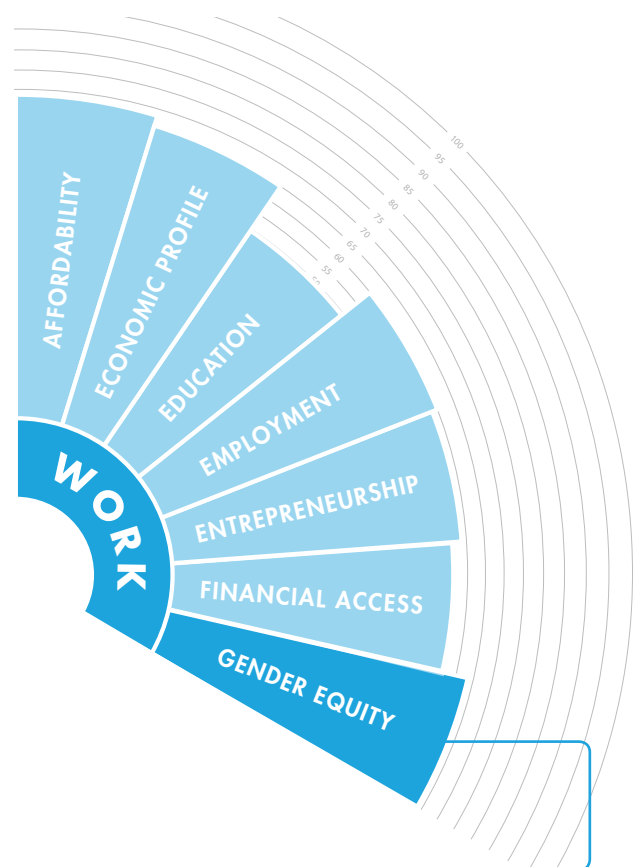 100
95
90
85
80
75
70
65
60
55
AFFORDABILITY
ECONOMIC PROFILE
EDUCATION
EMPLOYMENT
ENTREPRENEURSHIP
FINANCIAL ACCESS
GENDER EQUITY
WORK